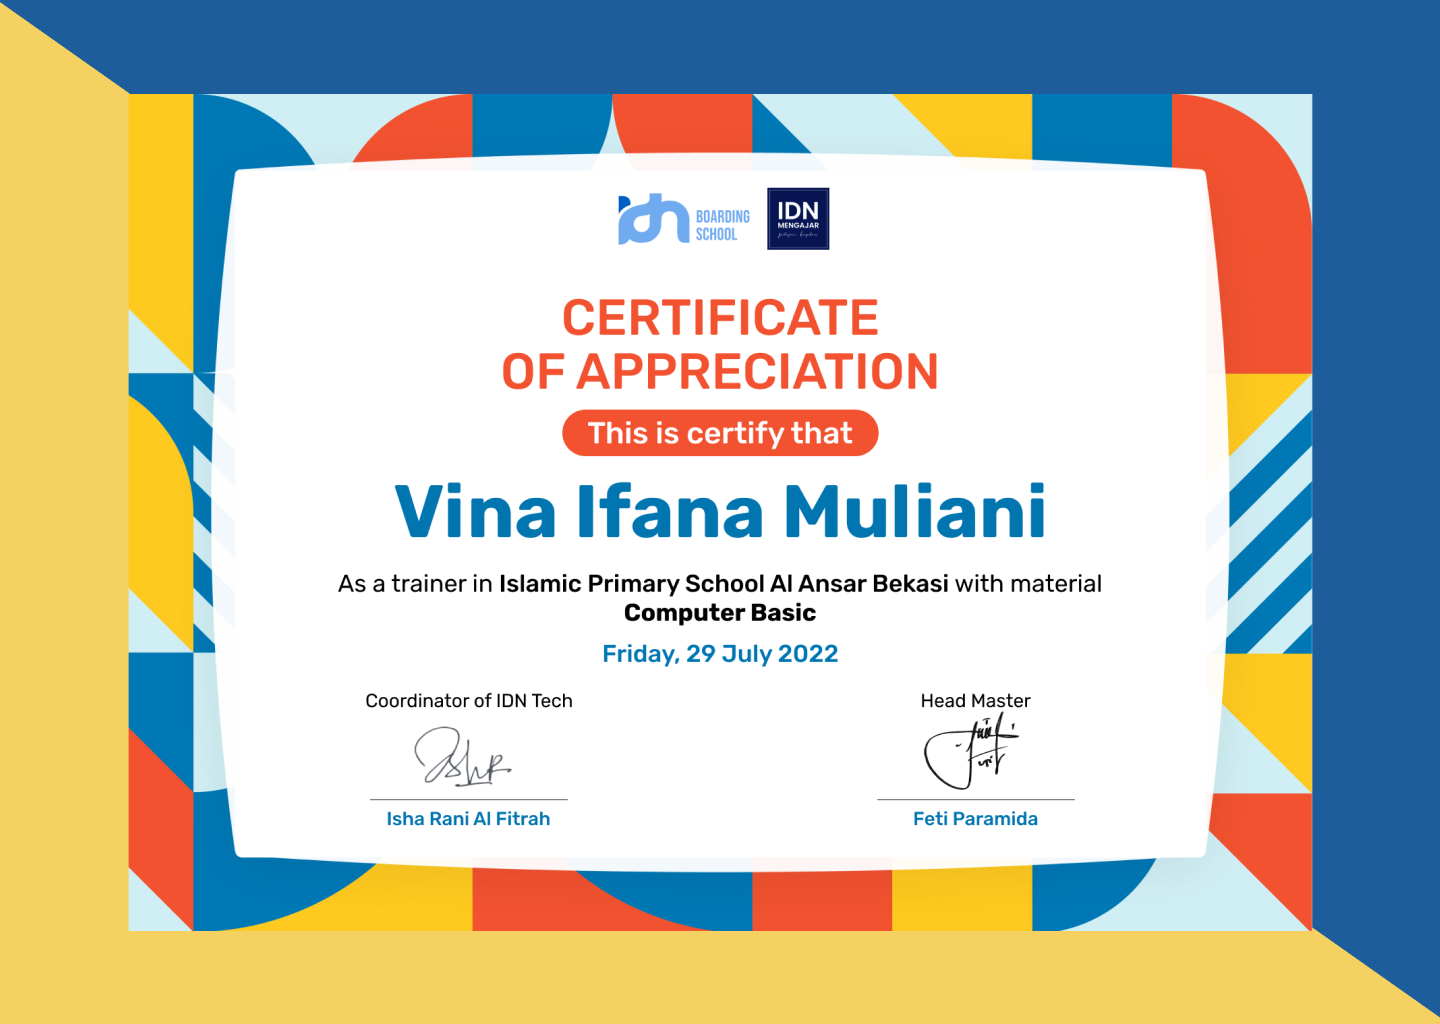 idn BOARDING
SCHOOL
IDN
MENGAJAR
CERTIFICATE
OF APPRECIATION
This is certify that
Vina Ifana Muliani
As a trainer in Islamic Primary School Al Ansar Bekasi with material
Computer Basic
Friday, 29 July 2022
Coordinator of IDN Tech
Isha Rani Al Fitrah
Head Master
Feti Paramida